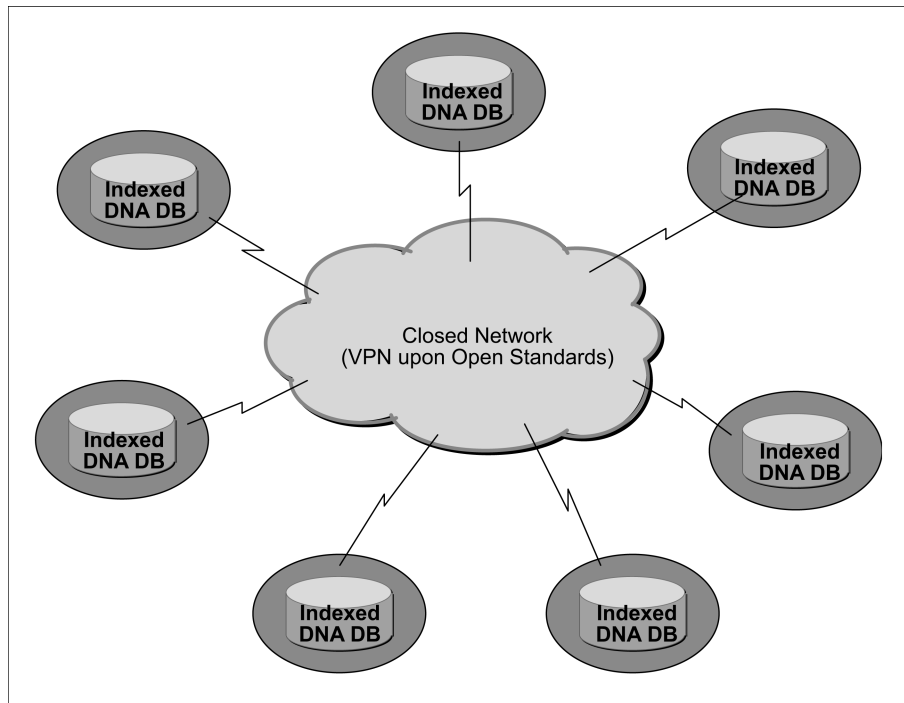 Indexed
DNA DB
Indexed
DNA DB
Indexed
DNA DB
Closed Network
(VPN upon Open Standards)
Indexed
DNA DB
Indexed
DNA DB
Indexed
DNA DB
Indexed
DNA DB